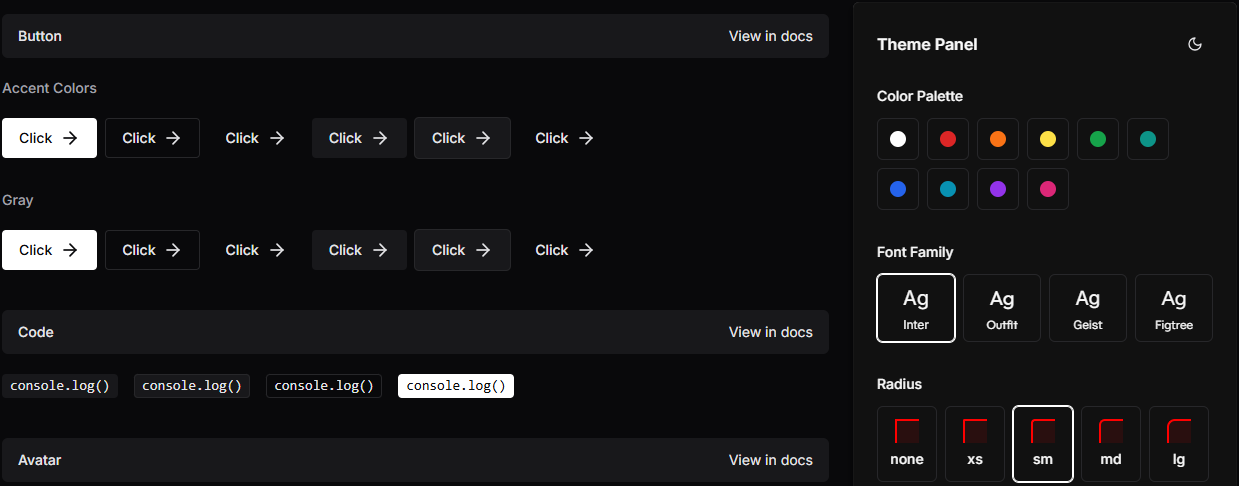 Button View in docs
Accent Colors
Click Click Click Click Click Click
Gray
Click Click Click Click Click Click
Code View in docs
console.log() console.log() console.log() console.log()
Avatar View in docs
Theme Panel
Color Palette
Font Family
Ag Ag Ag Ag
Inter Outfit Geist Figtree
Radius
none xs sm md lg